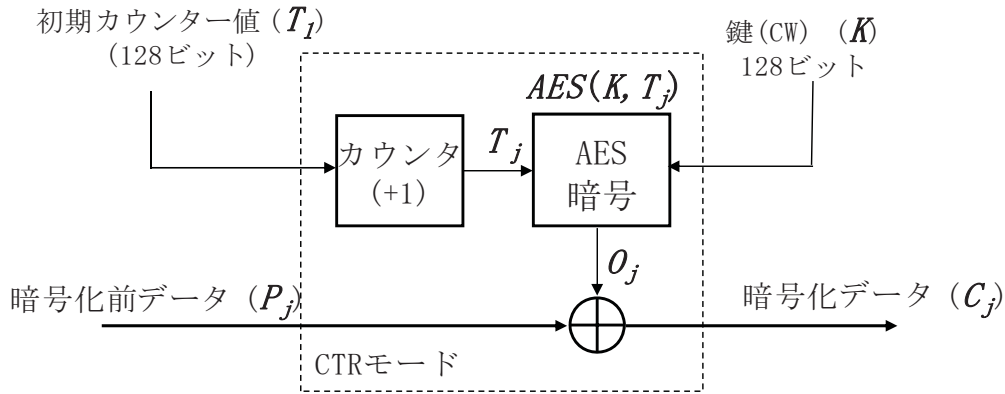 初期カウンター値 (T1)
(128ビット)
鍵(CW) (K)
128ビット
AES(K, Tj)
カウンタ
(+1)
Tj
AES
暗号
Oj
暗号化前データ (Pj)
暗号化データ (Cj)
CTRモード